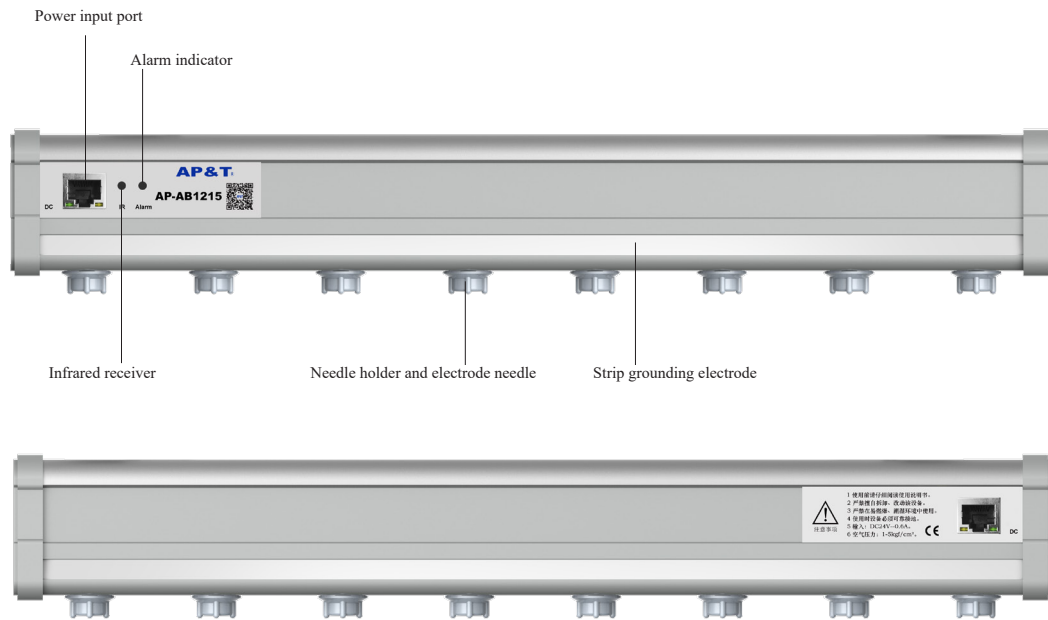 Power input port
Alarm indicator
AP&T
AP-AB1215
DC
IR
Alarm
Infrared receiver
Needle holder and electrode needle
Strip grounding electrode
注意事项
1 使用前请仔细阅读使用说明书。
2 严禁擅自拆卸、改动该设备。
3 严禁在易燃爆、潮湿环境中使用。
4 使用时设备必须可靠接地。
5 输入：DC24V⎓0.6A。
6 空气压力：1-5kgf/cm²。
CE
DC